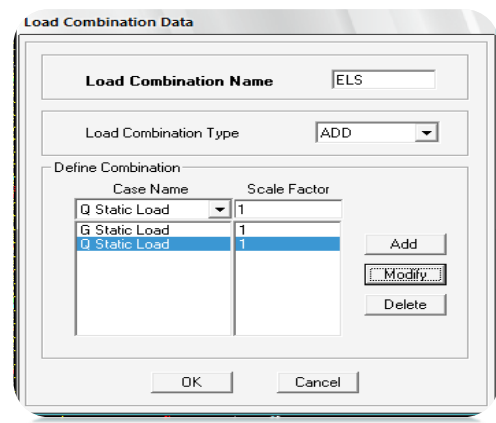 Load Combination Data
Load Combination Name ELS
Load Combination Type ADD
Define Combination
Case Name Scale Factor
Q Static Load 1
G Static Load 1
Q Static Load 1
Add
Modify
Delete
OK Cancel